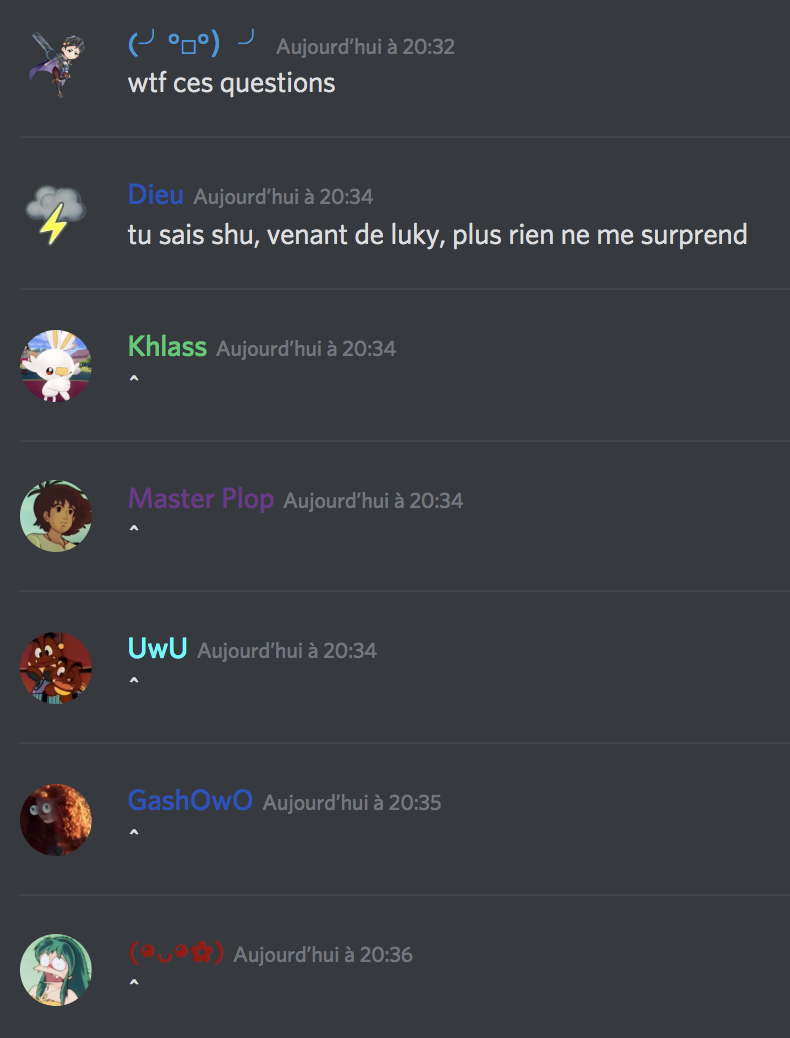 (╯°□°) ╯ Aujourd’hui à 20:32
wtf ces questions
Dieu Aujourd’hui à 20:34
tu sais shu, venant de luky, plus rien ne me surprend
Khlass Aujourd’hui à 20:34
^
Master Plop Aujourd’hui à 20:34
^
UwU Aujourd’hui à 20:34
^
GashOwO Aujourd’hui à 20:35
^
(◕ᴗ◕✿) Aujourd’hui à 20:36
^